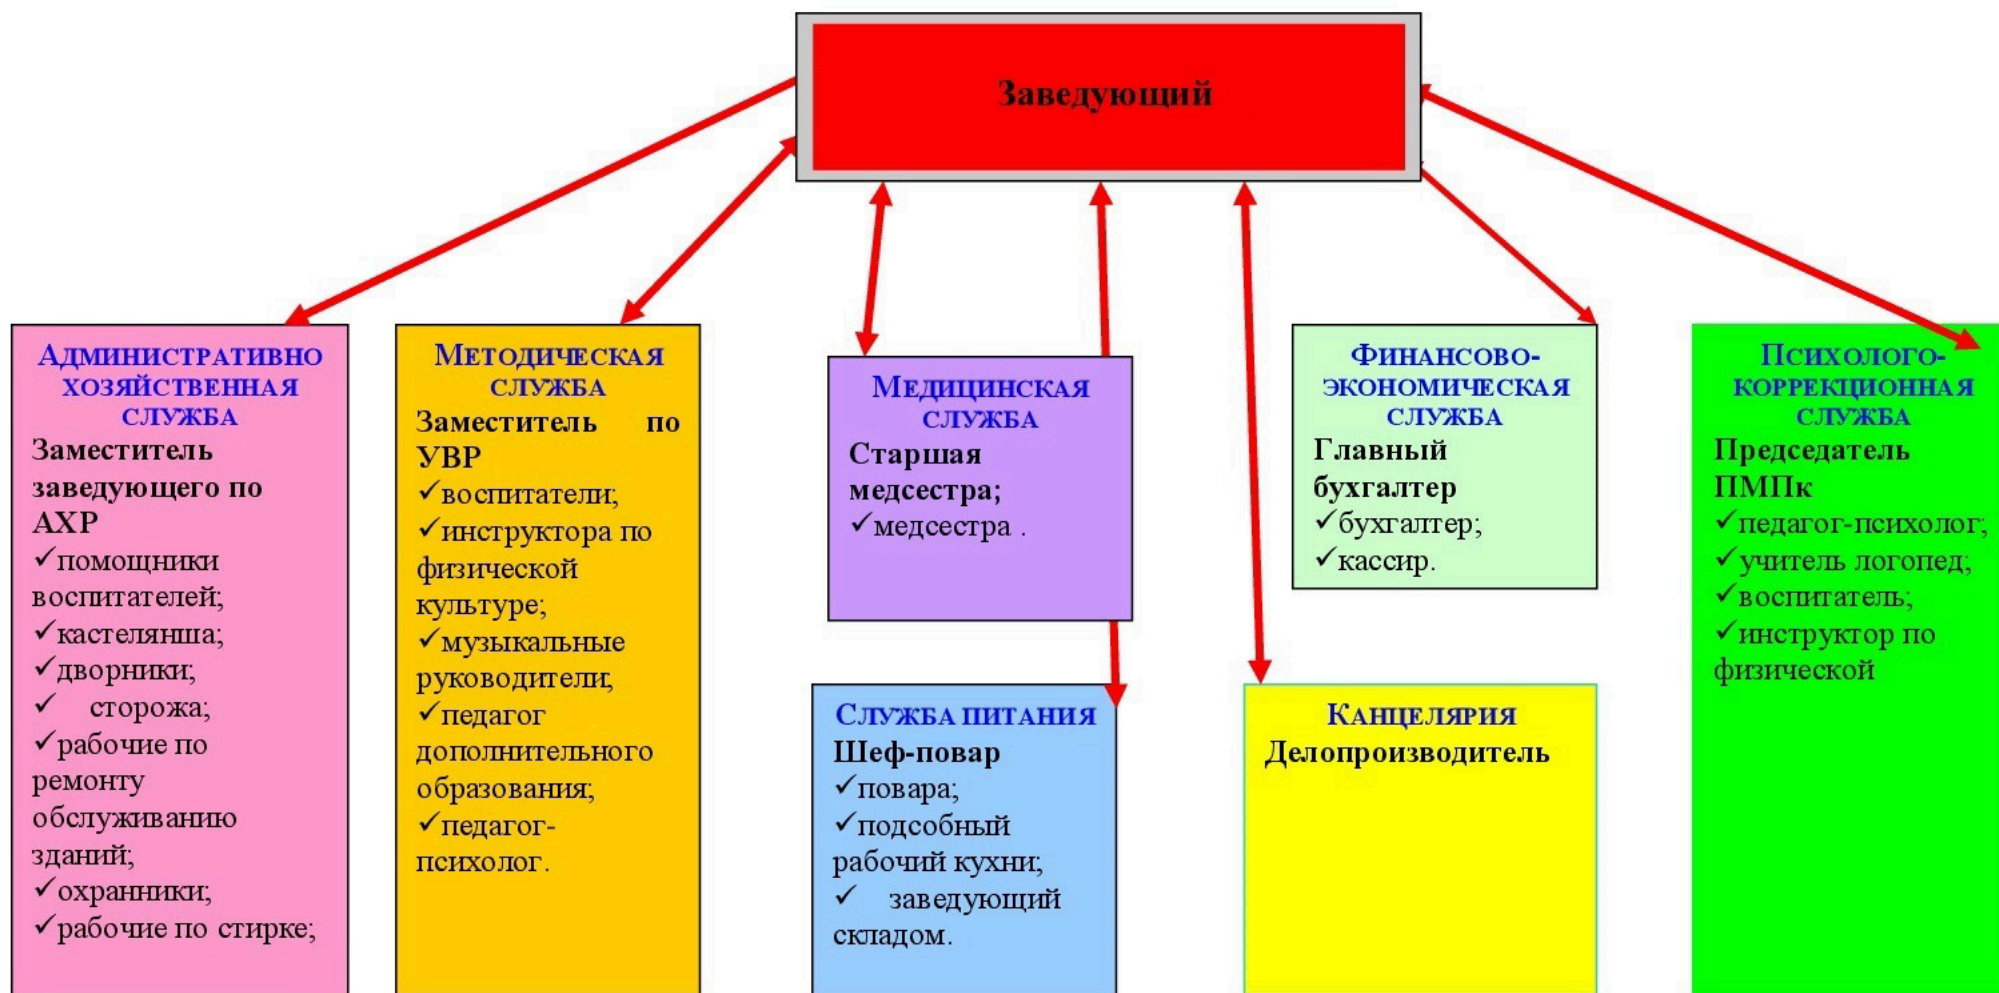 Заведующий
АДМИНИСТРАТИВНО
ХОЗЯЙСТВЕННАЯ
СЛУЖБА
Заместитель
заведующего по
АХР
✓помощники
воспитателей;
✓кастелянша;
✓дворники;
✓ сторожа;
✓рабочие по
ремонту
обслуживанию
зданий;
✓охранники;
✓рабочие по стирке;
МЕТОДИЧЕСКАЯ
СЛУЖБА
Заместитель по
УВР
✓воспитатели;
✓инструктора по
физической
культуре;
✓музыкальные
руководители;
✓педагог
дополнительного
образования;
✓педагог-
психолог.
МЕДИЦИНСКАЯ
СЛУЖБА
Старшая
медсестра;
✓медсестра .
СЛУЖБА ПИТАНИЯ
Шеф-повар
✓повара;
✓подсобный
рабочий кухни;
✓ заведующий
складом.
ФИНАНСОВО-
ЭКОНОМИЧЕСКАЯ
СЛУЖБА
Главный
бухгалтер
✓бухгалтер;
✓кассир.
КАНЦЕЛЯРИЯ
Делопроизводитель
ПСИХОЛОГО-
КОРРЕКЦИОННАЯ
СЛУЖБА
Председатель
ПМПк
✓педагог-психолог;
✓учитель логопед;
✓воспитатель;
✓инструктор по
физической